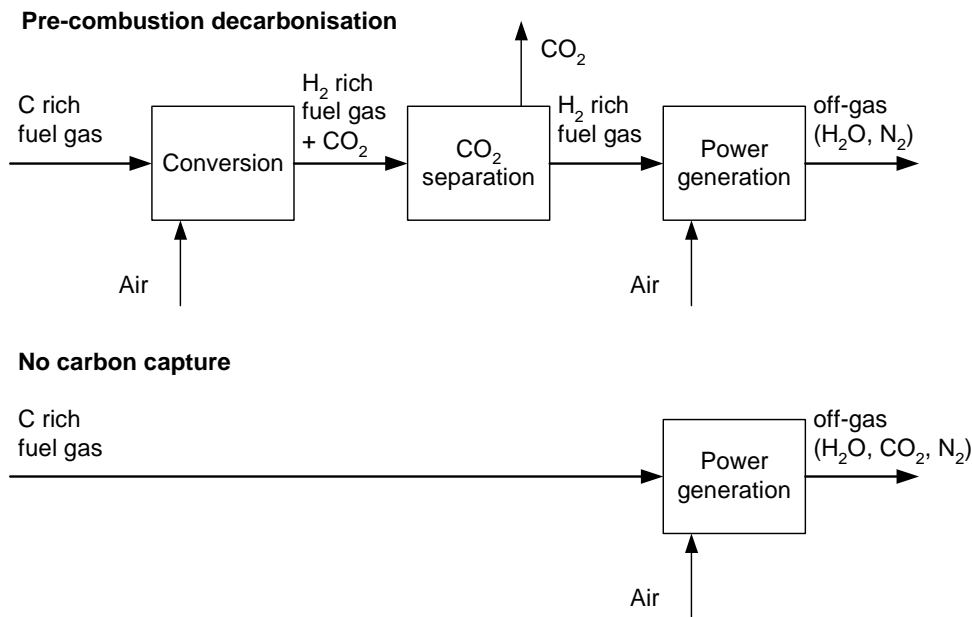 Pre-combustion decarbonisation
CO₂
C rich
fuel gas
H₂ rich
fuel gas
+ CO₂
H₂ rich
fuel gas
off-gas
(H₂O, N₂)
Conversion
CO₂
separation
Power
generation
Air
Air
No carbon capture
C rich
fuel gas
off-gas
(H₂O, CO₂, N₂)
Power
generation
Air